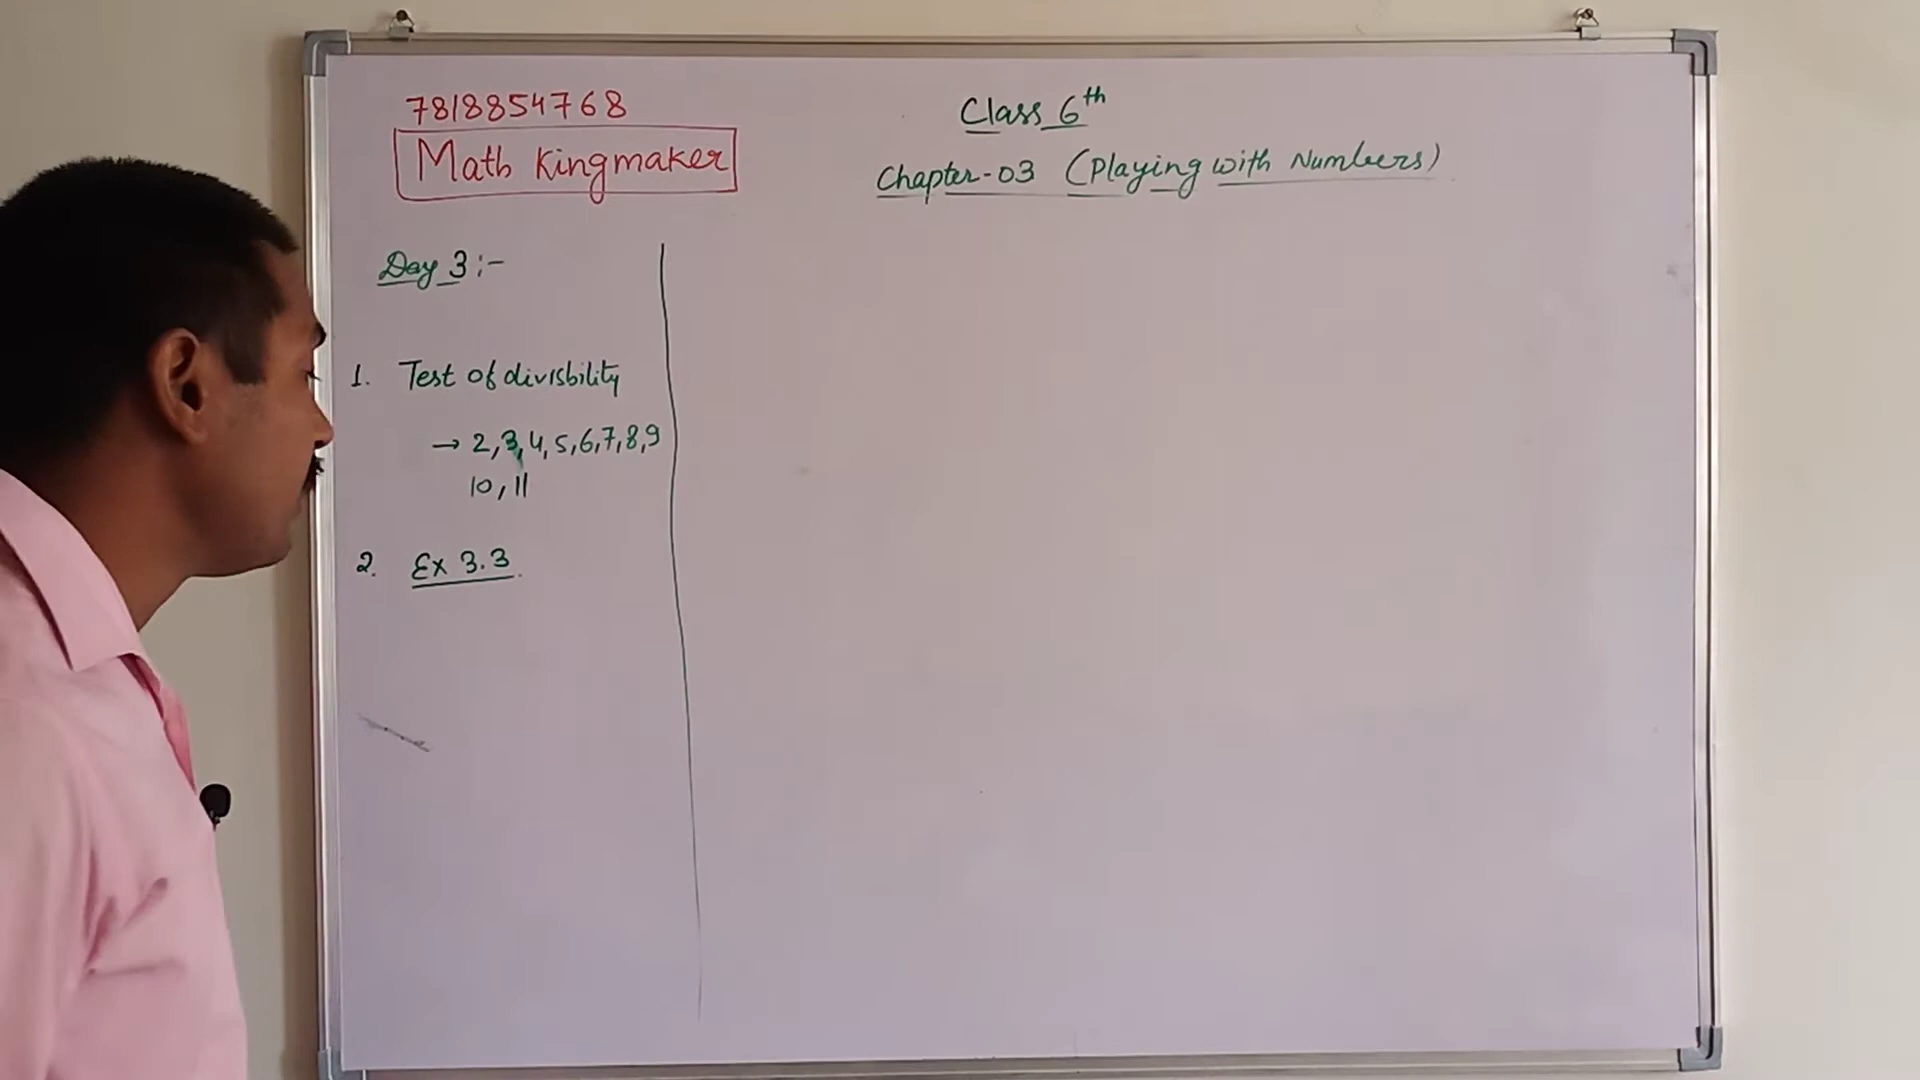 7818854768
Math Kingmaker
Class 6th
Chapter-03 (Playing with Numbers)
Day 3:-
1. Test of divisbility
→ 2,3,4,5,6,7,8,9
10,11
2. Ex 3.3